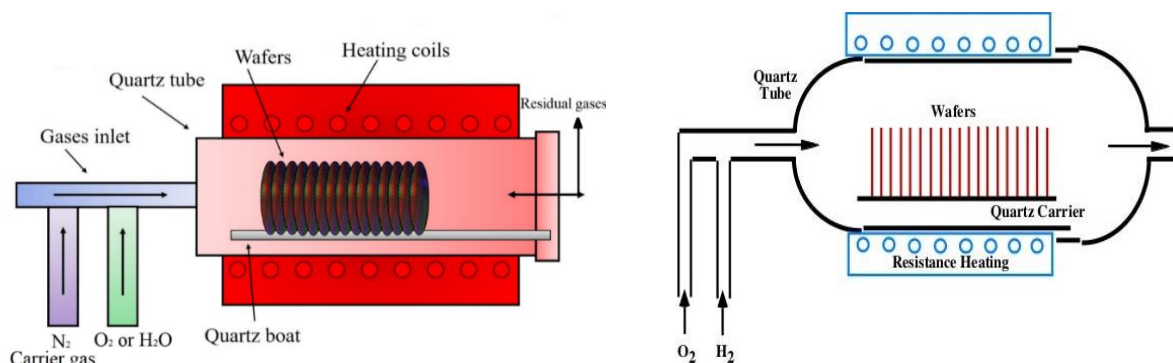 Wafers
Heating coils
Quartz tube
Residual gases
Gases inlet
N₂
Carrier gas
O₂ or H₂O
Quartz boat
Quartz
Tube
Wafers
Quartz Carrier
Resistance Heating
O₂
H₂